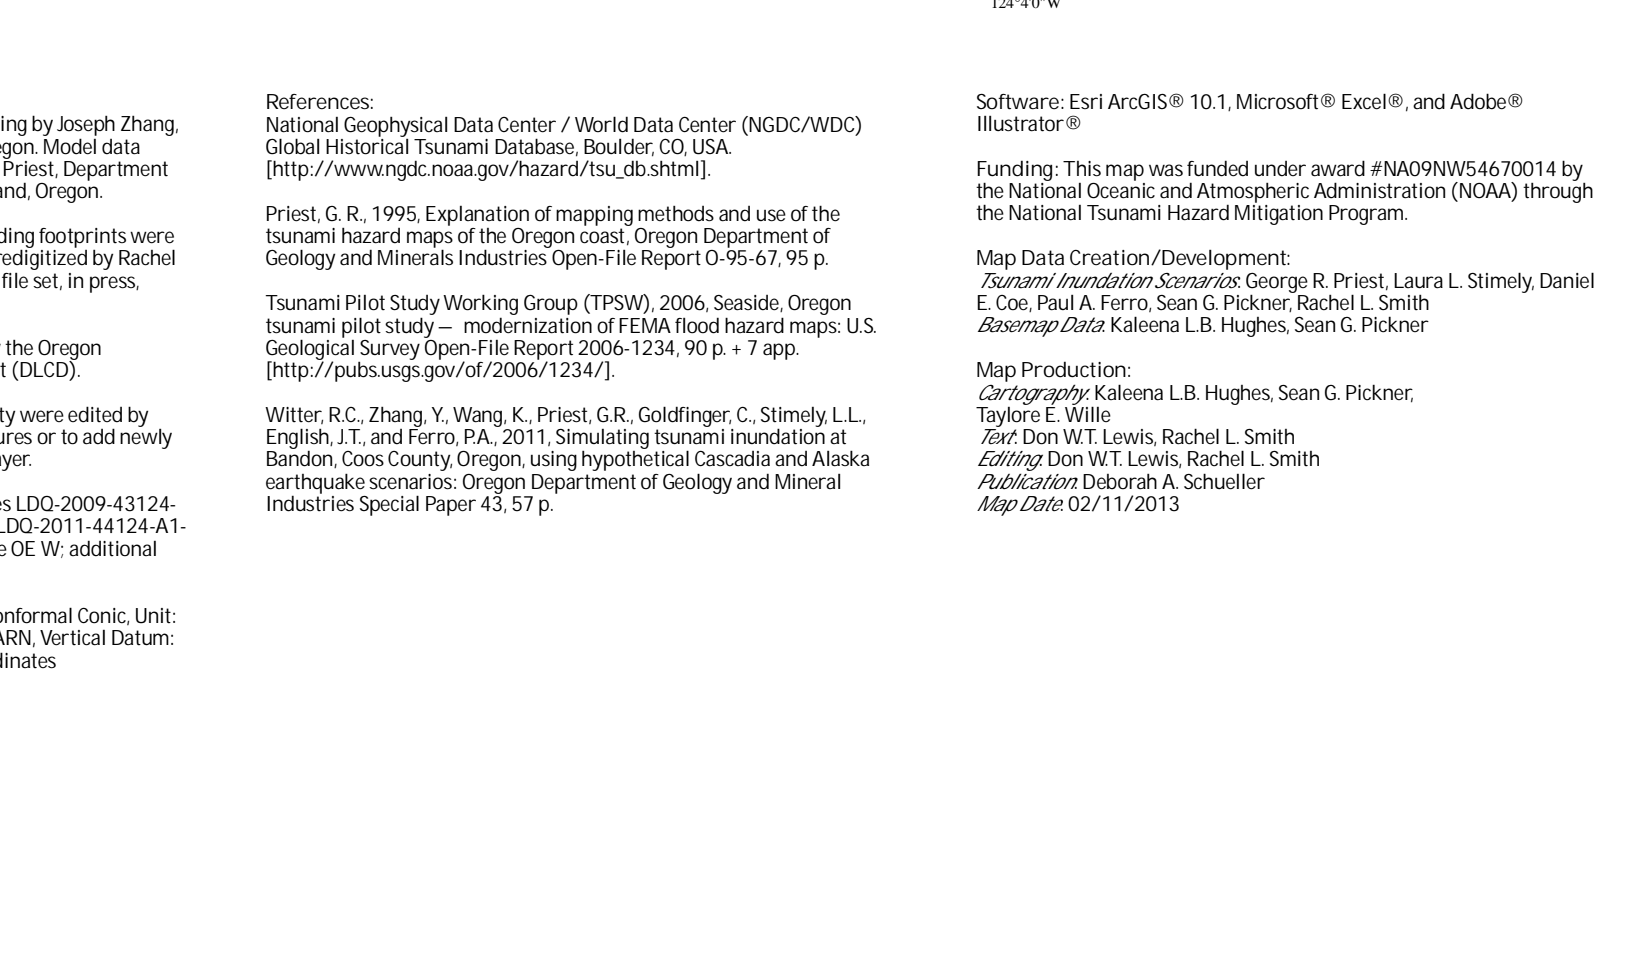 124°4'0"W
ing by Joseph Zhang,
egon. Model data
Priest, Department
and, Oregon.
ding footprints were
redigitized by Rachel
file set, in press,
the Oregon
t (DLCD).
ty were edited by
ures or to add newly
ayer.
es LDQ-2009-43124-
LDQ-2011-44124-A1-
e OE W; additional
onformal Conic, Unit:
ARN, Vertical Datum:
dinates
References:
National Geophysical Data Center / World Data Center (NGDC/WDC)
Global Historical Tsunami Database, Boulder, CO, USA.
[http://www.ngdc.noaa.gov/hazard/tsu_db.shtml].
Priest, G. R., 1995, Explanation of mapping methods and use of the
tsunami hazard maps of the Oregon coast, Oregon Department of
Geology and Minerals Industries Open-File Report O-95-67, 95 p.
Tsunami Pilot Study Working Group (TPSW), 2006, Seaside, Oregon
tsunami pilot study — modernization of FEMA flood hazard maps: U.S.
Geological Survey Open-File Report 2006-1234, 90 p. + 7 app.
[http://pubs.usgs.gov/of/2006/1234/].
Witter, R.C., Zhang, Y., Wang, K., Priest, G.R., Goldfinger, C., Stimely, L.L.,
English, J.T., and Ferro, P.A., 2011, Simulating tsunami inundation at
Bandon, Coos County, Oregon, using hypothetical Cascadia and Alaska
earthquake scenarios: Oregon Department of Geology and Mineral
Industries Special Paper 43, 57 p.
Software: Esri ArcGIS® 10.1, Microsoft® Excel®, and Adobe®
Illustrator®
Funding: This map was funded under award #NA09NW54670014 by
the National Oceanic and Atmospheric Administration (NOAA) through
the National Tsunami Hazard Mitigation Program.
Map Data Creation/Development:
Tsunami Inundation Scenarios: George R. Priest, Laura L. Stimely, Daniel
E. Coe, Paul A. Ferro, Sean G. Pickner, Rachel L. Smith
Basemap Data: Kaleena L.B. Hughes, Sean G. Pickner
Map Production:
Cartography: Kaleena L.B. Hughes, Sean G. Pickner,
Taylore E. Wille
Text: Don W.T. Lewis, Rachel L. Smith
Editing: Don W.T. Lewis, Rachel L. Smith
Publication: Deborah A. Schueller
Map Date: 02/11/2013